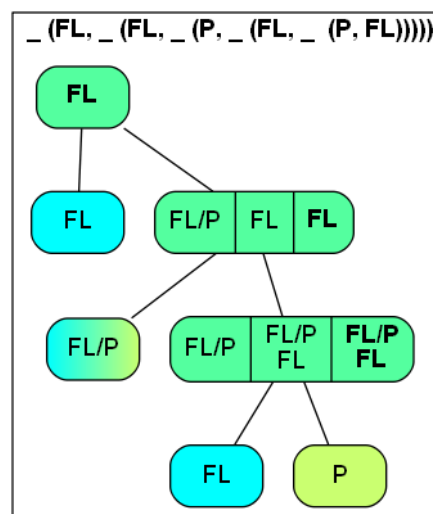 _ (FL, _ (FL, _ (P, _ (FL, _ (P, FL)))))
FL
FL
FL/P FL FL
FL/P
FL/P
FL/P
FL
FL/P
FL
FL
P